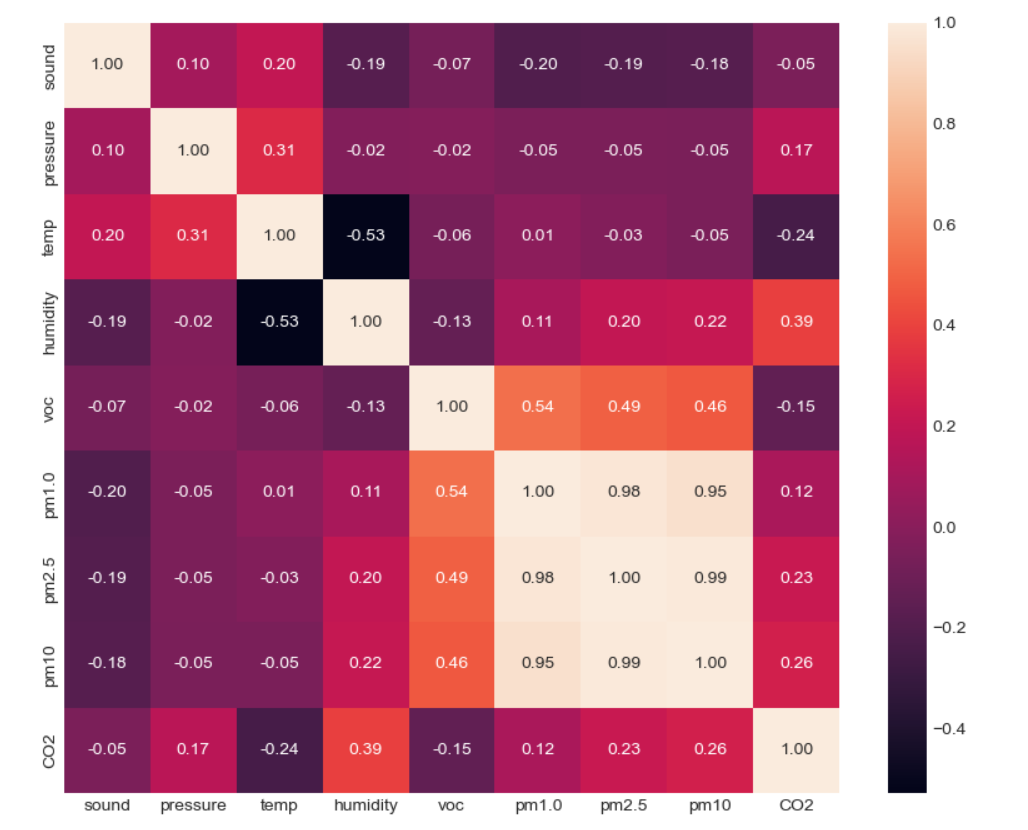 sound 1.00 0.10 0.20 -0.19 -0.07 -0.20 -0.19 -0.18 -0.05
pressure 0.10 1.00 0.31 -0.02 -0.02 -0.05 -0.05 -0.05 0.17
temp 0.20 0.31 1.00 -0.53 -0.06 0.01 -0.03 -0.05 -0.24
humidity -0.19 -0.02 -0.53 1.00 -0.13 0.11 0.20 0.22 0.39
voc -0.07 -0.02 -0.06 -0.13 1.00 0.54 0.49 0.46 -0.15
pm1.0 -0.20 -0.05 0.01 0.11 0.54 1.00 0.98 0.95 0.12
pm2.5 -0.19 -0.05 -0.03 0.20 0.49 0.98 1.00 0.99 0.23
pm10 -0.18 -0.05 -0.05 0.22 0.46 0.95 0.99 1.00 0.26
CO2 -0.05 0.17 -0.24 0.39 -0.15 0.12 0.23 0.26 1.00
sound pressure temp humidity voc pm1.0 pm2.5 pm10 CO2
1.0
0.8
0.6
0.4
0.2
0.0
−0.2
−0.4